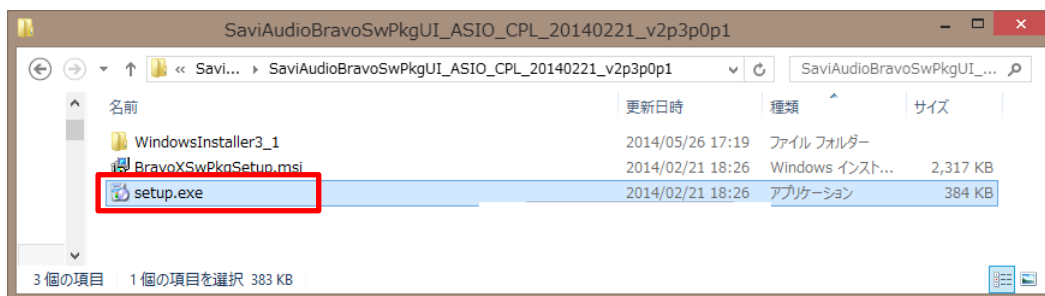 SaviAudioBravoSwPkgUI_ASIO_CPL_20140221_v2p3p0p1
« Savi... ▸ SaviAudioBravoSwPkgUI_ASIO_CPL_20140221_v2p3p0p1 SaviAudioBravoSwPkgUI_...
名前 更新日時 種類 サイズ
WindowsInstaller3_1 2014/05/26 17:19 ファイル フォルダー
BravoXSwPkgSetup.msi 2014/02/21 18:26 Windows インスト... 2,317 KB
setup.exe 2014/02/21 18:26 アプリケーション 384 KB
3 個の項目 1 個の項目を選択 383 KB